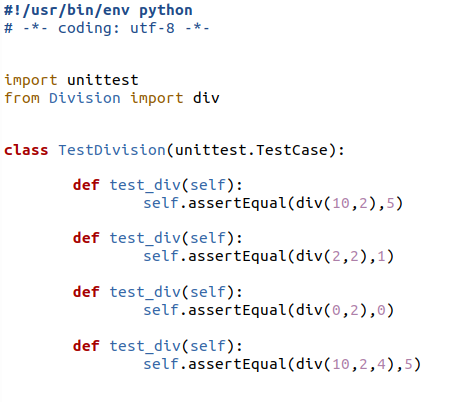 #!/usr/bin/env python
# -*- coding: utf-8 -*-
import unittest
from Division import div
class TestDivision(unittest.TestCase):
def test_div(self):
self.assertEqual(div(10,2),5)
def test_div(self):
self.assertEqual(div(2,2),1)
def test_div(self):
self.assertEqual(div(0,2),0)
def test_div(self):
self.assertEqual(div(10,2,4),5)